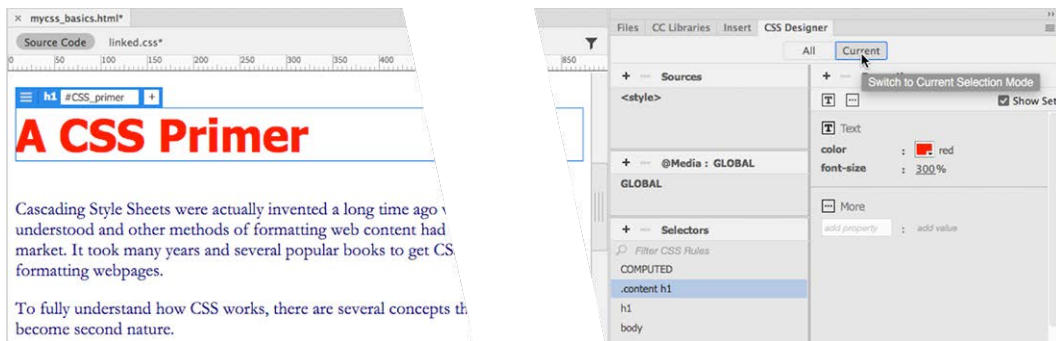 × mycss_basics.html*
Source Code linked.css*
0 50 100 150 200 250 300 350 400 850
h1 #CSS_primer +
A CSS Primer
Cascading Style Sheets were actually invented a long time ago
understood and other methods of formatting web content had
market. It took many years and several popular books to get CS
formatting webpages.
To fully understand how CSS works, there are several concepts th
become second nature.
Files CC Libraries Insert CSS Designer
All Current
Switch to Current Selection Mode
+ Sources
<style>
+ @Media : GLOBAL
GLOBAL
+ Selectors
Filter CSS Rules
COMPUTED
.content h1
h1
body
+
T Show Set
T Text
color : red
font-size : 300%
More
add property : add value